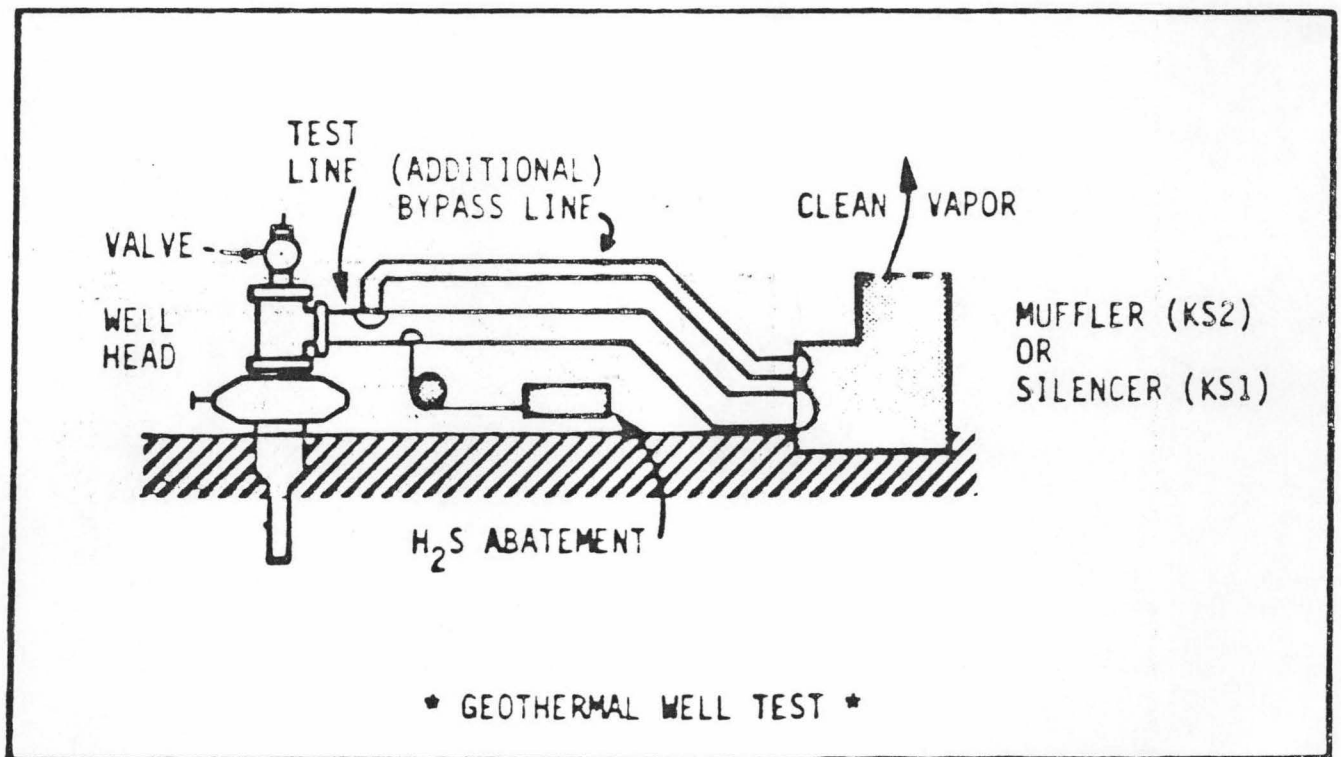 TEST
LINE
(ADDITIONAL)
BYPASS LINE
CLEAN VAPOR
VALVE
WELL
HEAD
MUFFLER (KS2)
OR
SILENCER (KS1)
H₂S ABATEMENT
* GEOTHERMAL WELL TEST *